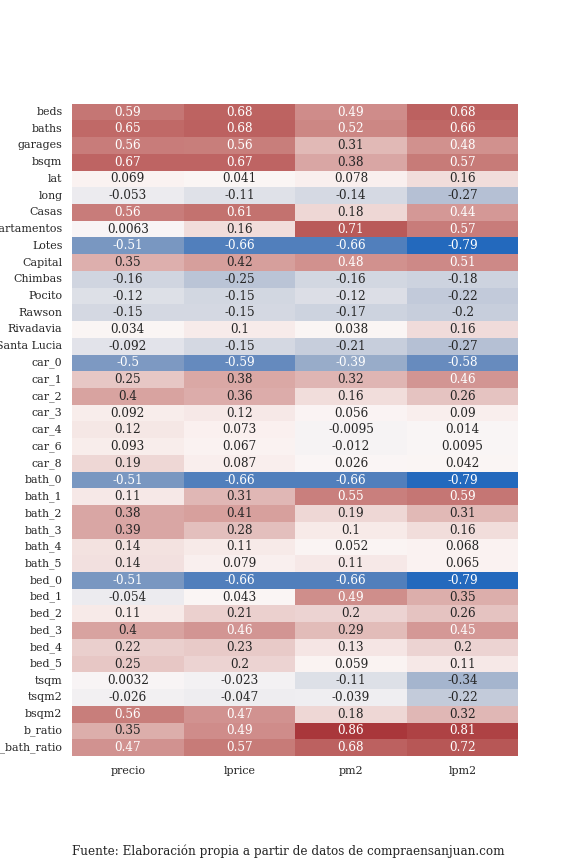 beds 0.59 0.68 0.49 0.68
baths 0.65 0.68 0.52 0.66
garages 0.56 0.56 0.31 0.48
bsqm 0.67 0.67 0.38 0.57
lat 0.069 0.041 0.078 0.16
long -0.053 -0.11 -0.14 -0.27
Casas 0.56 0.61 0.18 0.44
artamentos 0.0063 0.16 0.71 0.57
Lotes -0.51 -0.66 -0.66 -0.79
Capital 0.35 0.42 0.48 0.51
Chimbas -0.16 -0.25 -0.16 -0.18
Pocito -0.12 -0.15 -0.12 -0.22
Rawson -0.15 -0.15 -0.17 -0.2
Rivadavia 0.034 0.1 0.038 0.16
Santa Lucia -0.092 -0.15 -0.21 -0.27
car_0 -0.5 -0.59 -0.39 -0.58
car_1 0.25 0.38 0.32 0.46
car_2 0.4 0.36 0.16 0.26
car_3 0.092 0.12 0.056 0.09
car_4 0.12 0.073 -0.0095 0.014
car_6 0.093 0.067 -0.012 0.0095
car_8 0.19 0.087 0.026 0.042
bath_0 -0.51 -0.66 -0.66 -0.79
bath_1 0.11 0.31 0.55 0.59
bath_2 0.38 0.41 0.19 0.31
bath_3 0.39 0.28 0.1 0.16
bath_4 0.14 0.11 0.052 0.068
bath_5 0.14 0.079 0.11 0.065
bed_0 -0.51 -0.66 -0.66 -0.79
bed_1 -0.054 0.043 0.49 0.35
bed_2 0.11 0.21 0.2 0.26
bed_3 0.4 0.46 0.29 0.45
bed_4 0.22 0.23 0.13 0.2
bed_5 0.25 0.2 0.059 0.11
tsqm 0.0032 -0.023 -0.11 -0.34
tsqm2 -0.026 -0.047 -0.039 -0.22
bsqm2 0.56 0.47 0.18 0.32
b_ratio 0.35 0.49 0.86 0.81
_bath_ratio 0.47 0.57 0.68 0.72
precio lprice pm2 lpm2
Fuente: Elaboración propia a partir de datos de compraensanjuan.com